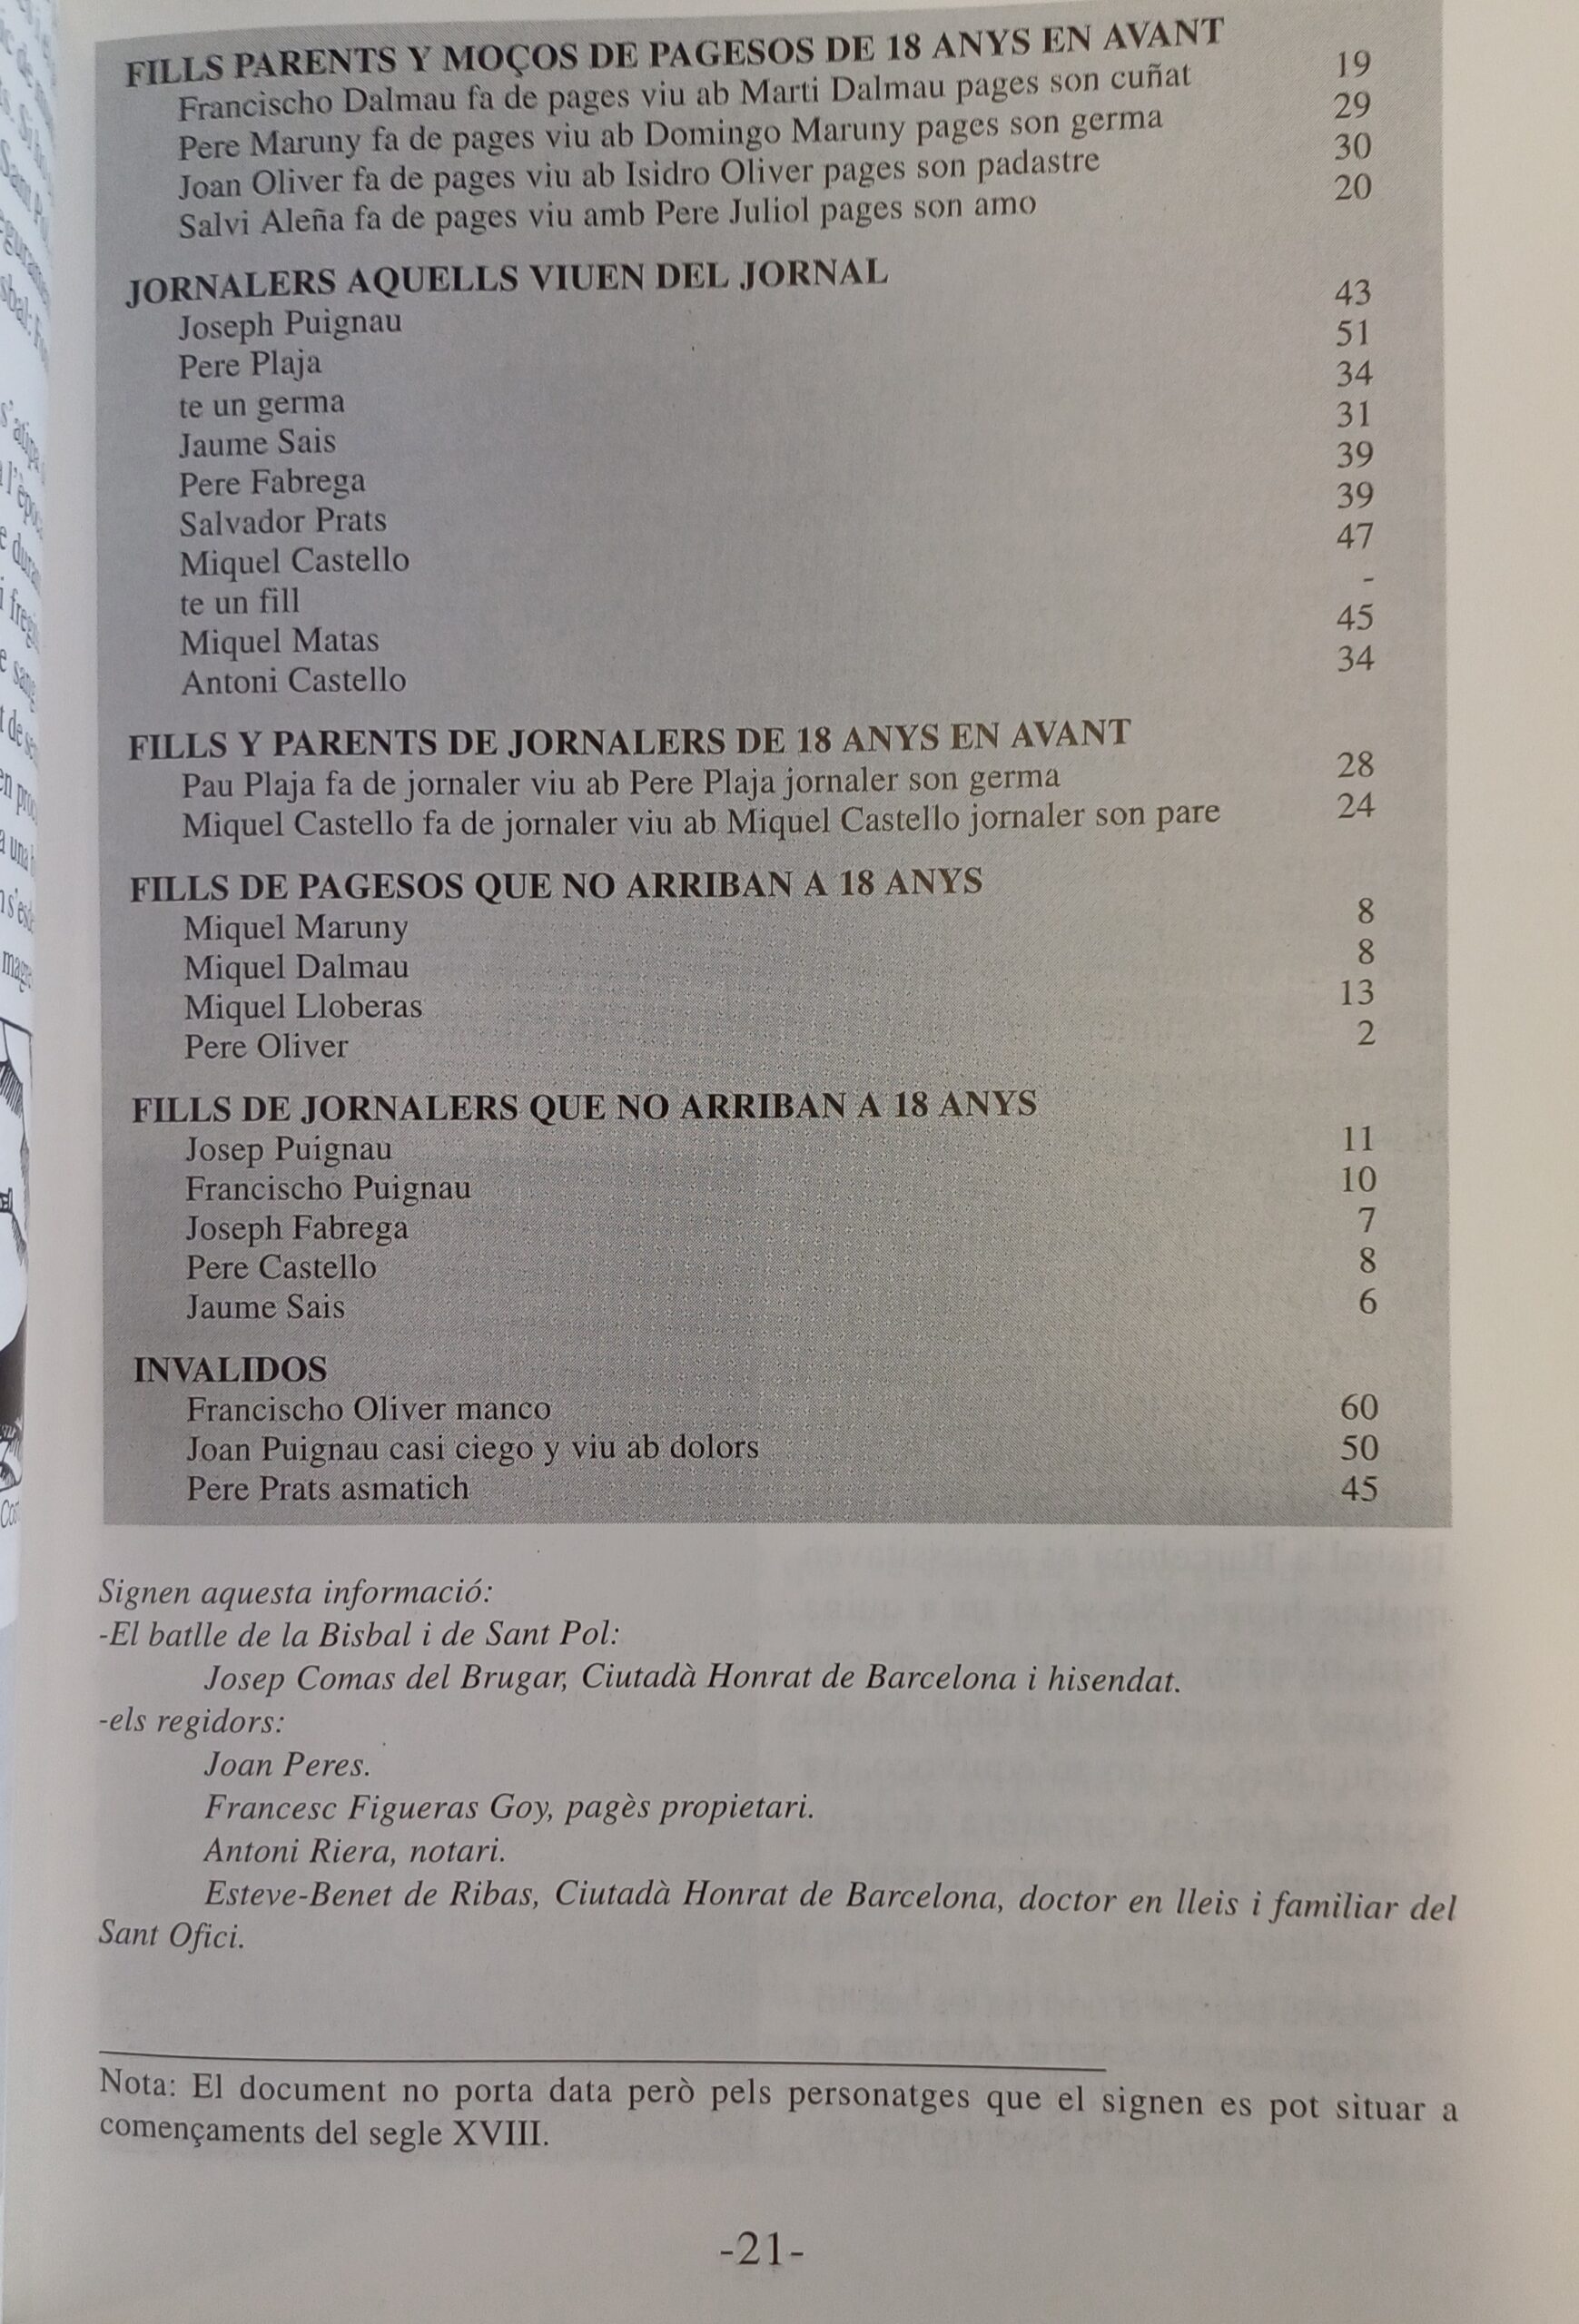 FILLS PARENTS Y MOÇOS DE PAGESOS DE 18 ANYS EN AVANT
Francischo Dalmau fa de pages viu ab Marti Dalmau pages son cuñat 19
Pere Maruny fa de pages viu ab Domingo Maruny pages son germa 29
Joan Oliver fa de pages viu ab Isidro Oliver pages son padastre 30
Salvi Aleña fa de pages viu amb Pere Juliol pages son amo 20
JORNALERS AQUELLS VIUEN DEL JORNAL
Joseph Puignau 43
Pere Plaja 51
te un germa 34
Jaume Sais 31
Pere Fabrega 39
Salvador Prats 39
Miquel Castello 47
te un fill -
Miquel Matas 45
Antoni Castello 34
FILLS Y PARENTS DE JORNALERS DE 18 ANYS EN AVANT
Pau Plaja fa de jornaler viu ab Pere Plaja jornaler son germa 28
Miquel Castello fa de jornaler viu ab Miquel Castello jornaler son pare 24
FILLS DE PAGESOS QUE NO ARRIBAN A 18 ANYS
Miquel Maruny 8
Miquel Dalmau 8
Miquel Lloberas 13
Pere Oliver 2
FILLS DE JORNALERS QUE NO ARRIBAN A 18 ANYS
Josep Puignau 11
Francischo Puignau 10
Joseph Fabrega 7
Pere Castello 8
Jaume Sais 6
INVALIDOS
Francischo Oliver manco 60
Joan Puignau casi ciego y viu ab dolors 50
Pere Prats asmatich 45
Signen aquesta informació:
-El batlle de la Bisbal i de Sant Pol:
Josep Comas del Brugar, Ciutadà Honrat de Barcelona i hisendat.
-els regidors:
Joan Peres.
Francesc Figueras Goy, pagès propietari.
Antoni Riera, notari.
Esteve-Benet de Ribas, Ciutadà Honrat de Barcelona, doctor en lleis i familiar del
Sant Ofici.
Nota: El document no porta data però pels personatges que el signen es pot situar a
començaments del segle XVIII.
-21-